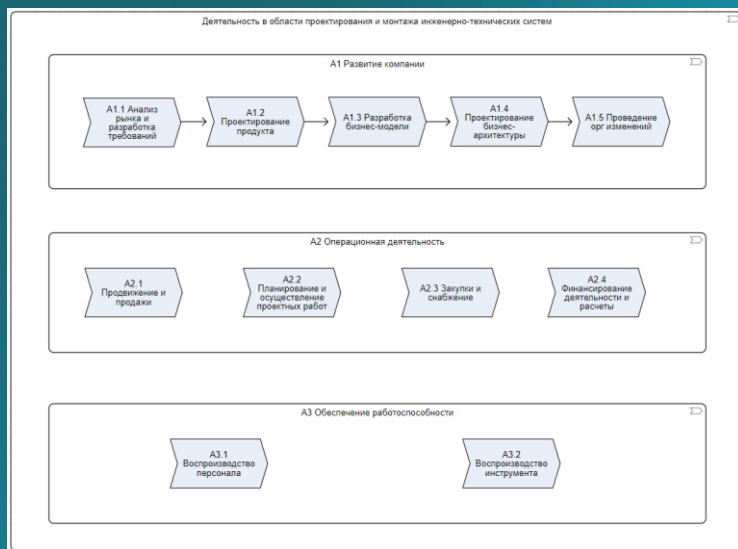 Деятельность в области проектирования и монтажа инженерно-технических систем
А1 Развитие компании
А1.1 Анализ
рынка и
разработка
требований
А1.2
Проектирование
продукта
А1.3 Разработка
бизнес-модели
А1.4
Проектирование
бизнес-
архитектуры
А1.5 Проведение
орг изменений
А2 Операционная деятельность
А2.1
Продвижение и
продажи
А2.2
Планирование и
осуществление
проектных работ
А2.3 Закупки и
снабжение
А2.4
Финансирование
деятельности и
расчеты
А3 Обеспечение работоспособности
А3.1
Воспроизводство
персонала
А3.2
Воспроизводство
инструмента